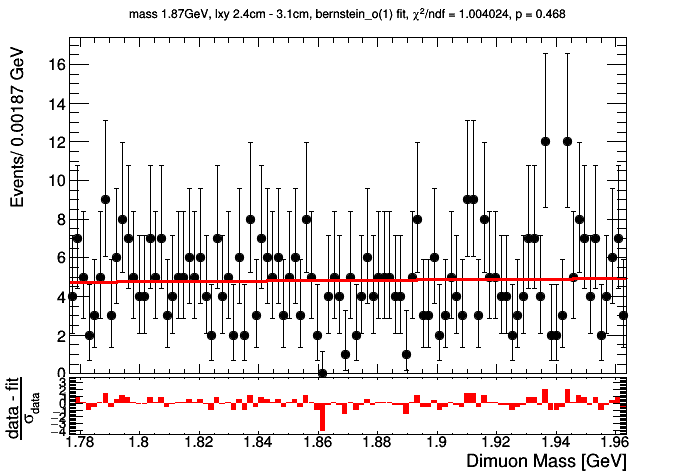 mass 1.87GeV, lxy 2.4cm - 3.1cm, bernstein_o(1) fit, χ²/ndf = 1.004024, p = 0.468
Events/ 0.00187 GeV
16
14
12
10
8
6
4
2
0
data - fit
σdata
3
2
1
0
−1
−2
−3
−4
1.78 1.8 1.82 1.84 1.86 1.88 1.9 1.92 1.94 1.96
Dimuon Mass [GeV]